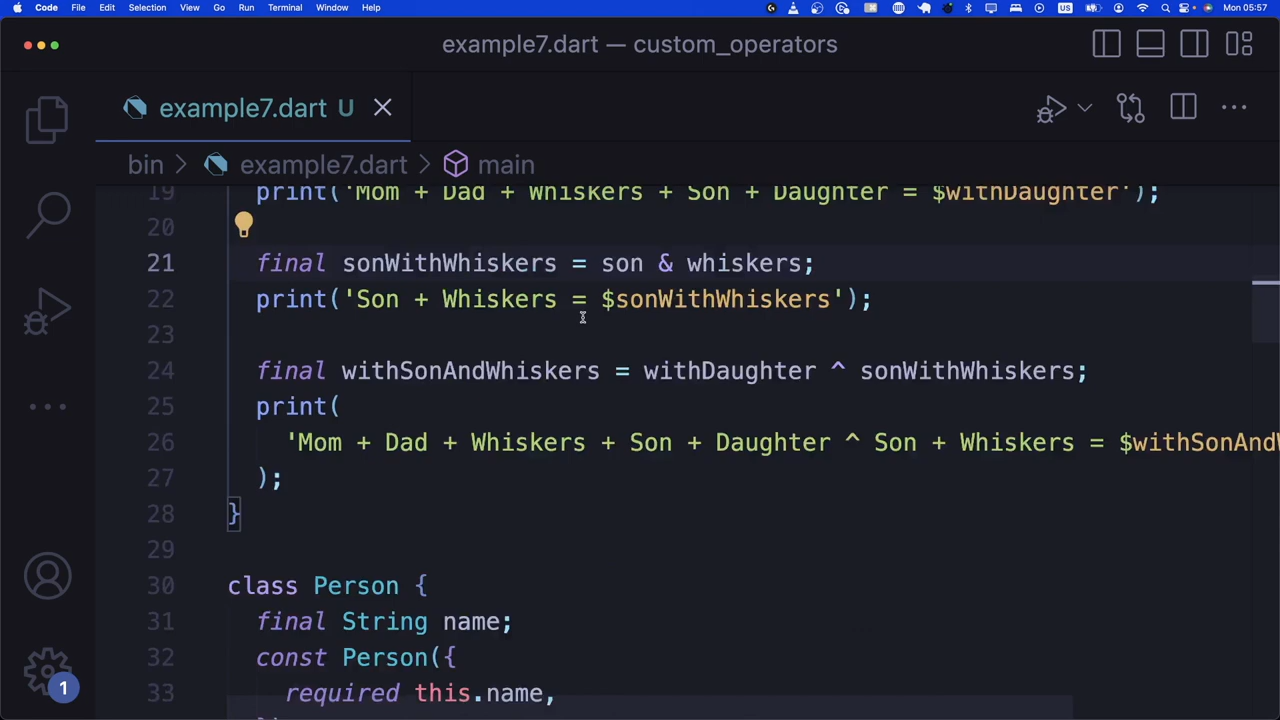 Code File Edit Selection View Go Run Terminal Window Help US Mon 05:57
example7.dart — custom_operators
example7.dart U
bin > example7.dart > main
19 print('Mom + Dad + Whiskers + Son + Daughter = $withDaughter');
20
21 final sonWithWhiskers = son & whiskers;
22 print('Son + Whiskers = $sonWithWhiskers');
23
24 final withSonAndWhiskers = withDaughter ^ sonWithWhiskers;
25 print(
26 'Mom + Dad + Whiskers + Son + Daughter ^ Son + Whiskers = $withSonAndW
27 );
28 }
29
30 class Person {
31 final String name;
32 const Person({
33 required this.name,
1